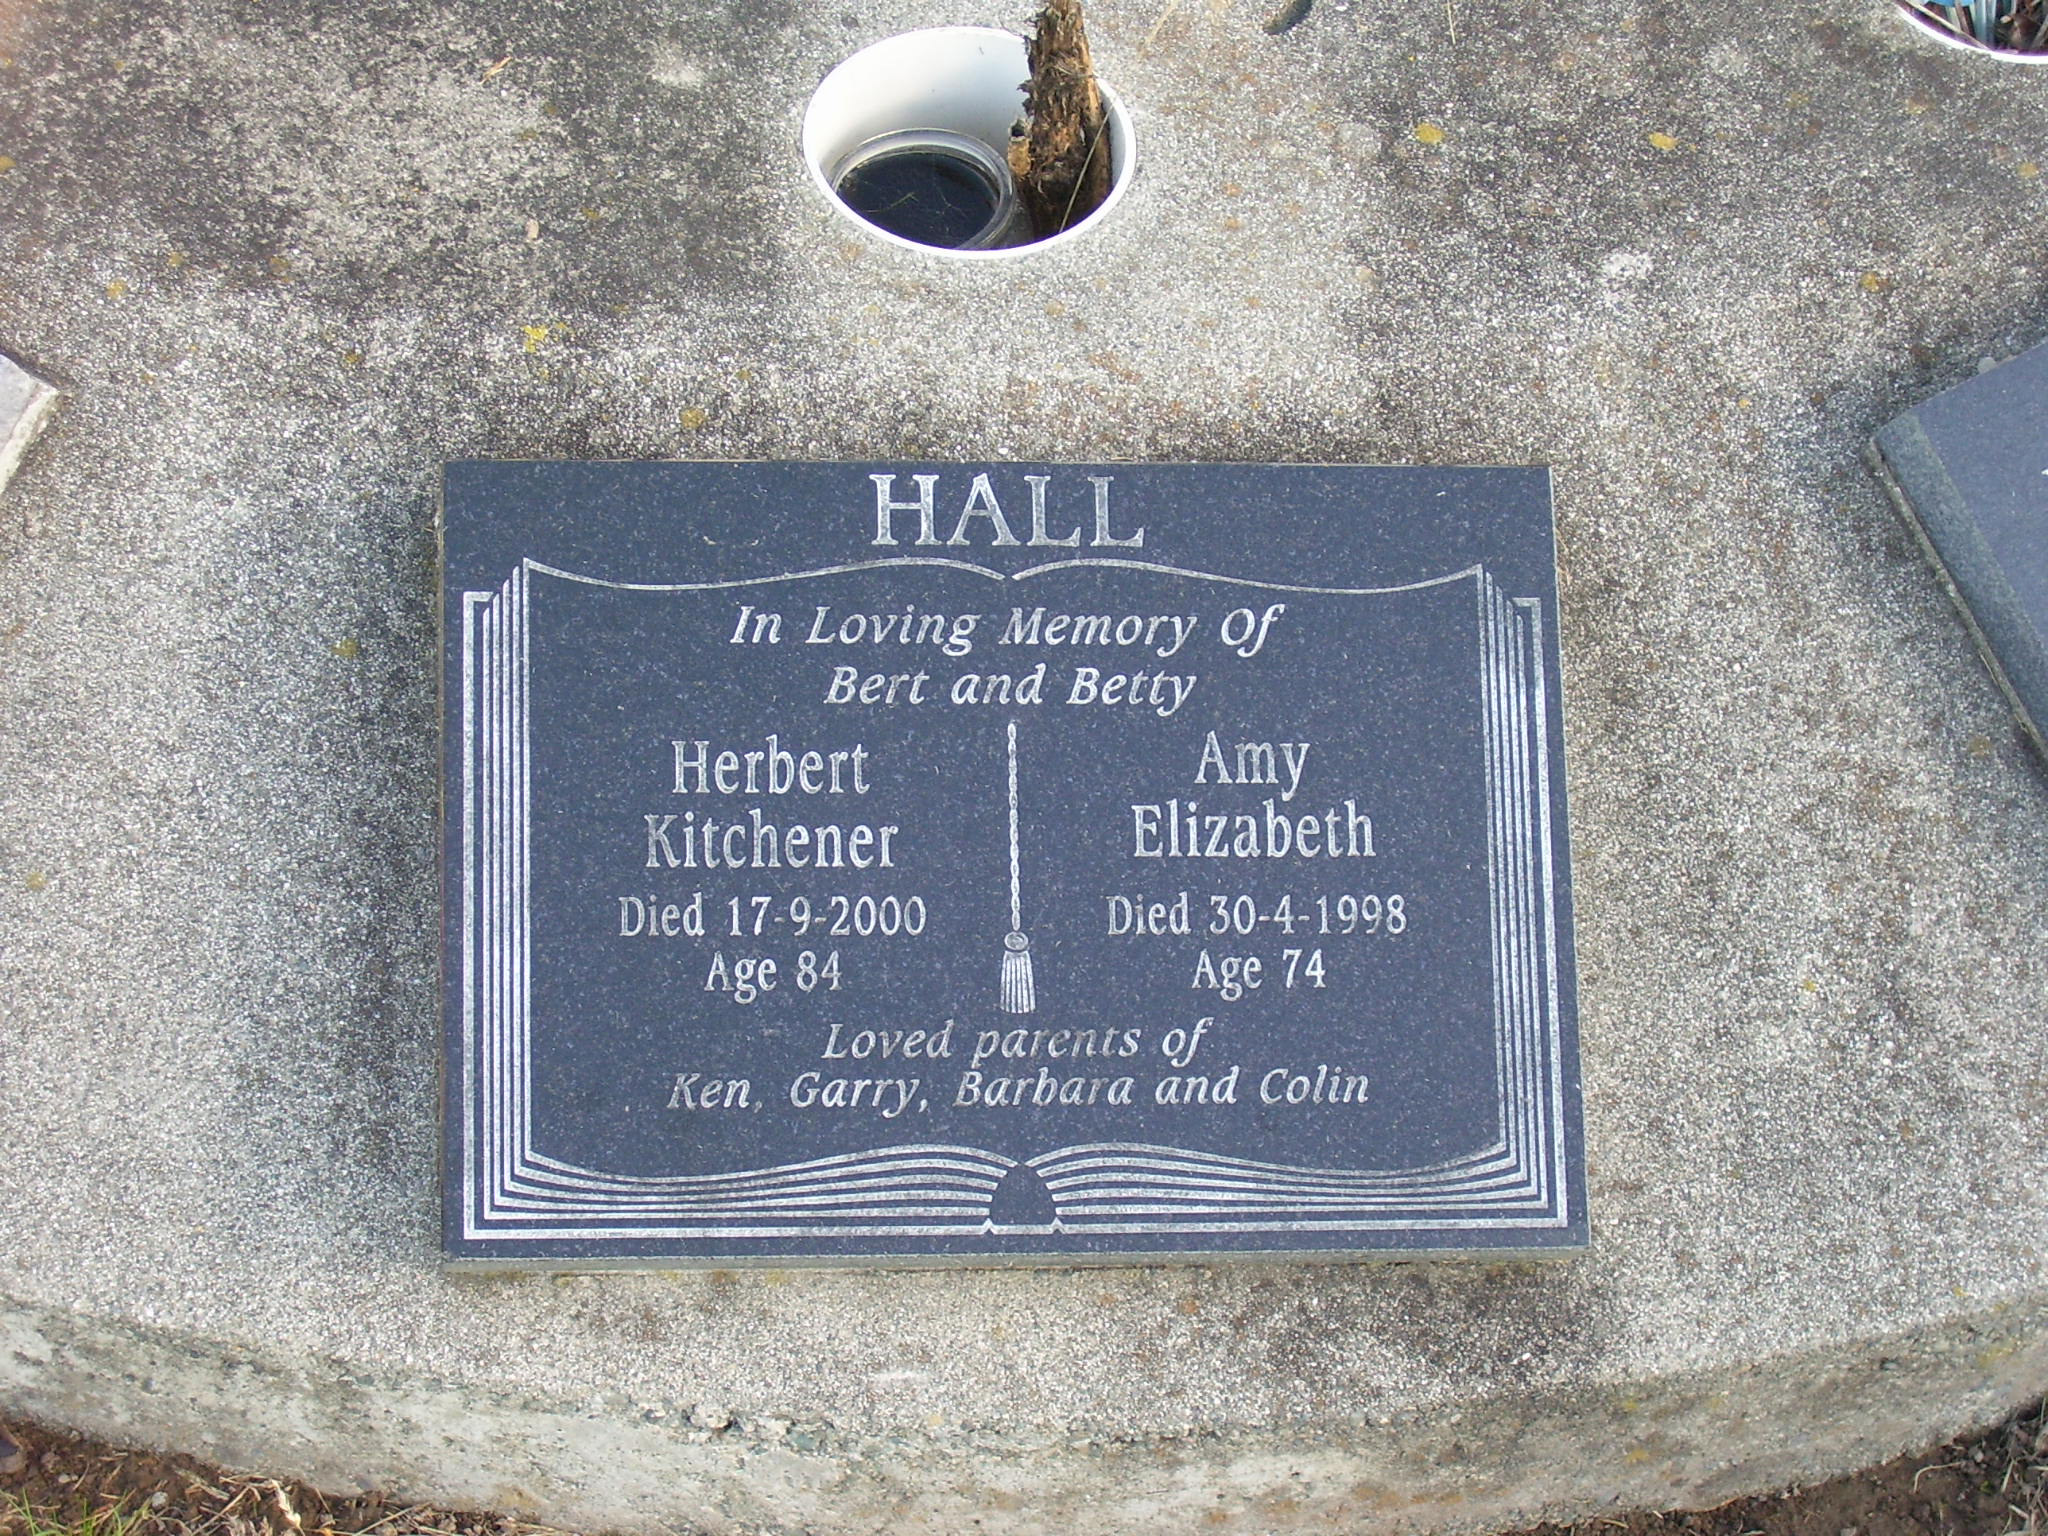 HALL
In Loving Memory Of
Bert and Betty
Herbert
Kitchener
Died 17-9-2000
Age 84
Amy
Elizabeth
Died 30-4-1998
Age 74
Loved parents of
Ken, Garry, Barbara and Colin